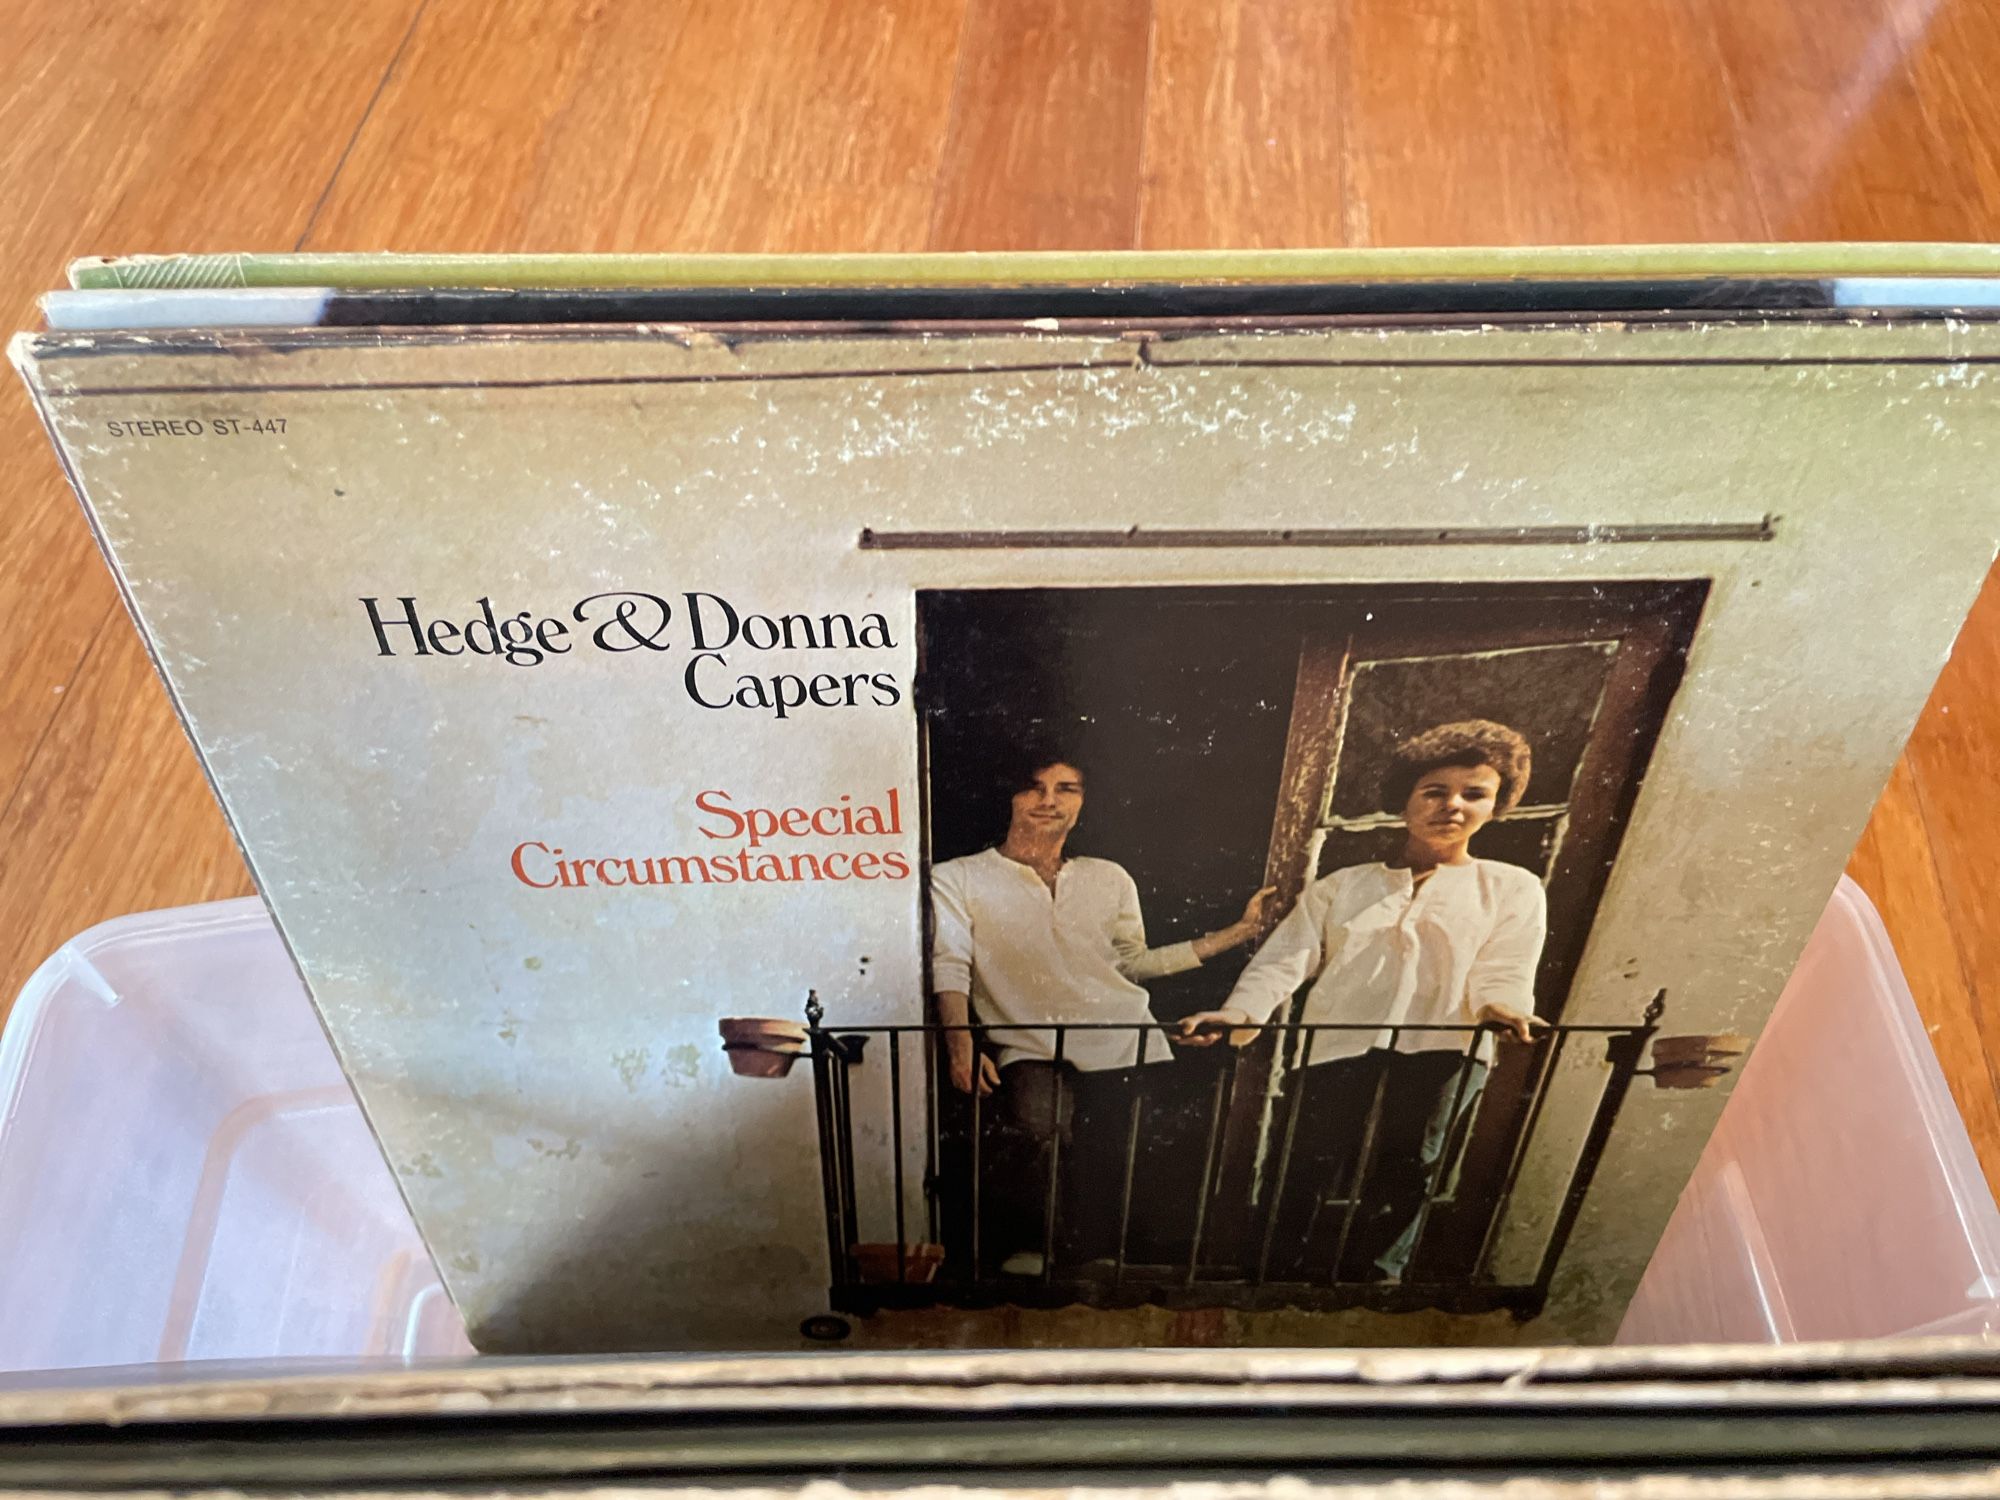 STEREO ST-447
Hedge & Donna
Capers
Special
Circumstances